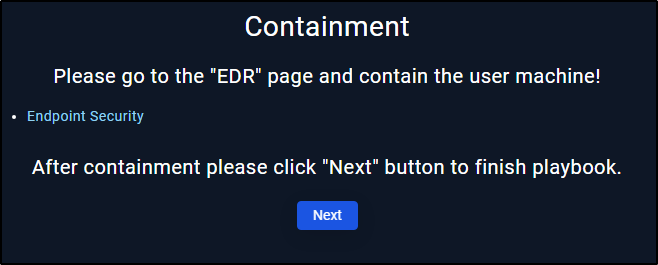 Containment
Please go to the "EDR" page and contain the user machine!
Endpoint Security
After containment please click "Next" button to finish playbook.
Next